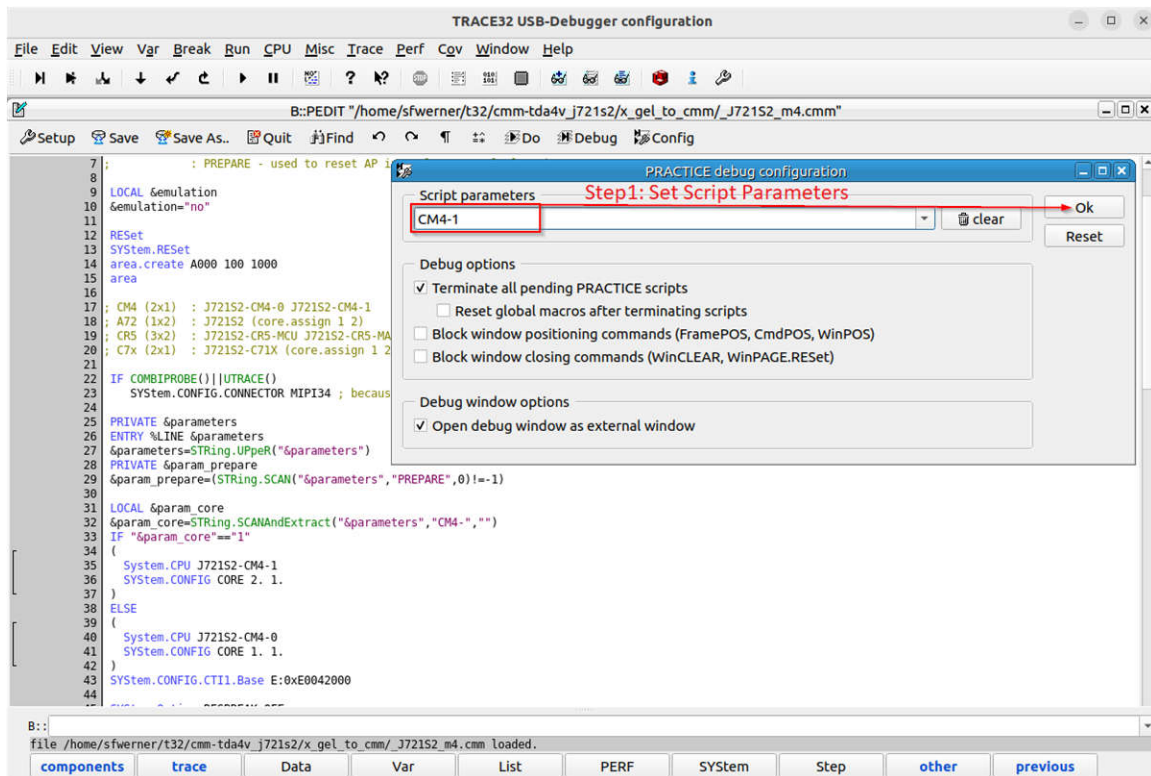 TRACE32 USB-Debugger configuration
File Edit View Var Break Run CPU Misc Trace Perf Cov Window Help
B::PEDIT "/home/sfwerner/t32/cmm-tda4v_j721s2/x_gel_to_cmm/_J721S2_m4.cmm"
Setup Save Save As.. Quit Find Do Debug Config
7 ; : PREPARE - used to reset AP i
8
9 LOCAL &emulation
10 &emulation="no"
11
12 RESet
13 SYStem.RESet
14 area.create A000 100 1000
15 area
16
17 ; CM4 (2x1) : J721S2-CM4-0 J721S2-CM4-1
18 ; A72 (1x2) : J721S2 (core.assign 1 2)
19 ; CR5 (3x2) : J721S2-CR5-MCU J721S2-CR5-MA
20 ; C7x (2x1) : J721S2-C71X (core.assign 1 2
21
22 IF COMBIPROBE()||UTRACE()
23 SYStem.CONFIG.CONNECTOR MIPI34 ; becaus
24
25 PRIVATE &parameters
26 ENTRY %LINE &parameters
27 &parameters=STRing.UPpeR("&parameters")
28 PRIVATE &param_prepare
29 &param_prepare=(STRing.SCAN("&parameters","PREPARE",0)!=-1)
30
31 LOCAL &param_core
32 &param_core=STRing.SCANAndExtract("&parameters","CM4-","")
33 IF "&param_core"=="1"
34 (
35 System.CPU J721S2-CM4-1
36 SYStem.CONFIG CORE 2. 1.
37 )
38 ELSE
39 (
40 System.CPU J721S2-CM4-0
41 SYStem.CONFIG CORE 1. 1.
42 )
43 SYStem.CONFIG.CTI1.Base E:0xE0042000
44
PRACTICE debug configuration
Script parameters
Step1: Set Script Parameters
CM4-1
clear
Ok
Reset
Debug options
Terminate all pending PRACTICE scripts
Reset global macros after terminating scripts
Block window positioning commands (FramePOS, CmdPOS, WinPOS)
Block window closing commands (WinCLEAR, WinPAGE.RESet)
Debug window options
Open debug window as external window
B::
file /home/sfwerner/t32/cmm-tda4v_j721s2/x_gel_to_cmm/_J721S2_m4.cmm loaded.
components trace Data Var List PERF SYStem Step other previous